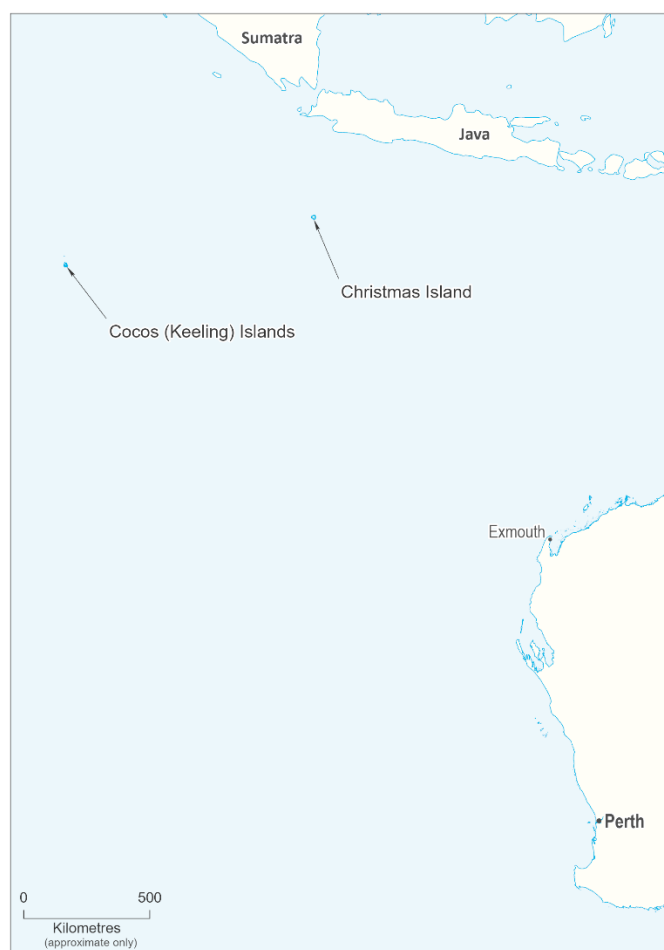 Sumatra
Java
Christmas Island
Cocos (Keeling) Islands
Exmouth
Perth
0 500
Kilometres
(approximate only)